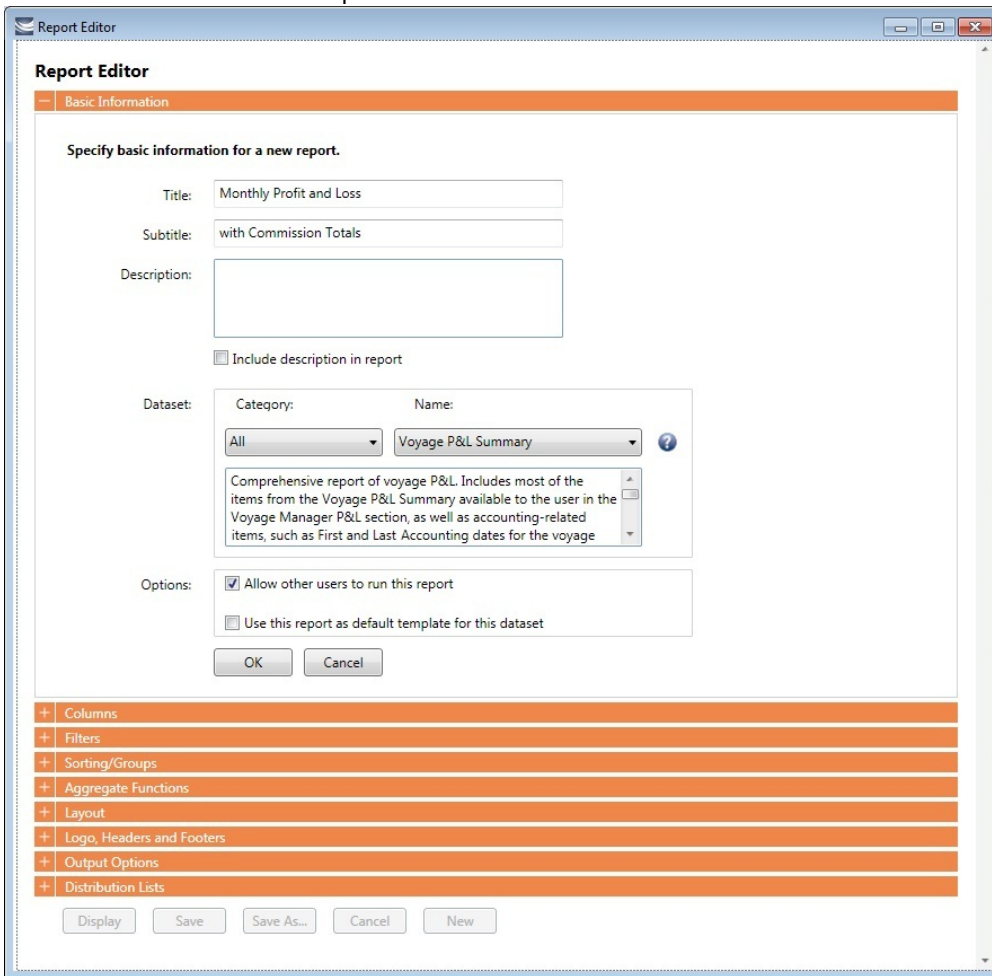 Report Editor
Report Editor
Basic Information
Specify basic information for a new report.
Title: Monthly Profit and Loss
Subtitle: with Commission Totals
Description:
Include description in report
Dataset: Category: Name:
All Voyage P&L Summary
Comprehensive report of voyage P&L. Includes most of the
items from the Voyage P&L Summary available to the user in the
Voyage Manager P&L section, as well as accounting-related
items, such as First and Last Accounting dates for the voyage
Options: Allow other users to run this report
Use this report as default template for this dataset
OK Cancel
Columns
Filters
Sorting/Groups
Aggregate Functions
Layout
Logo, Headers and Footers
Output Options
Distribution Lists
Display Save Save As... Cancel New